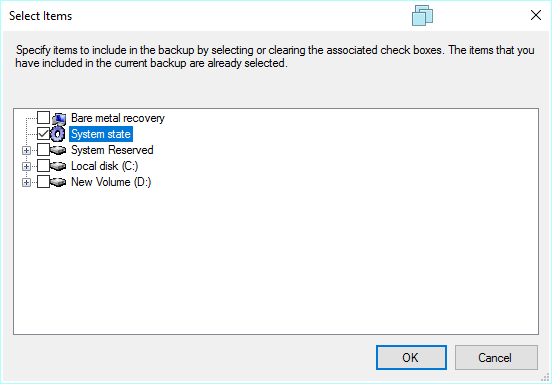 Select Items
Specify items to include in the backup by selecting or clearing the associated check boxes. The items that you
have included in the current backup are already selected.
Bare metal recovery
System state
System Reserved
Local disk (C:)
New Volume (D:)
OK Cancel